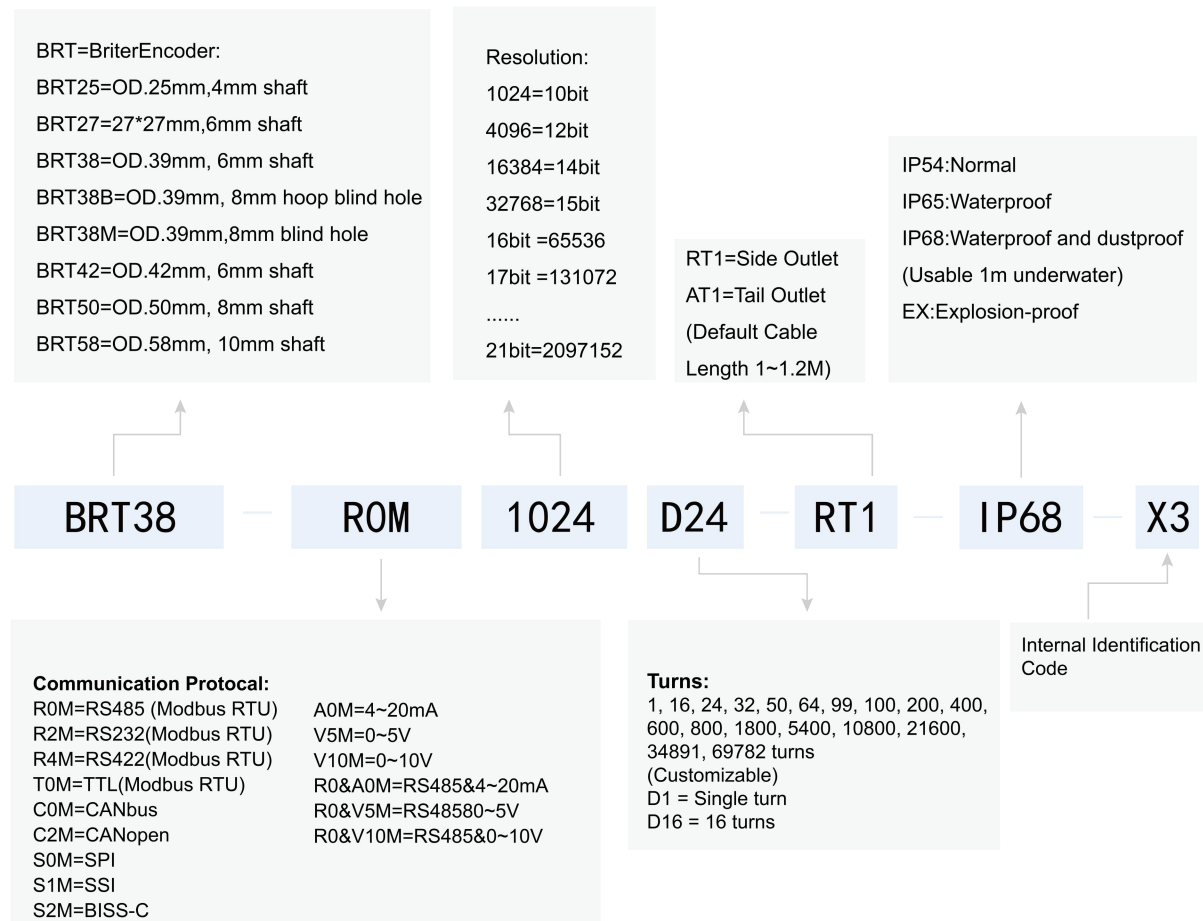 BRT=BriterEncoder:
BRT25=OD.25mm,4mm shaft
BRT27=27*27mm,6mm shaft
BRT38=OD.39mm, 6mm shaft
BRT38B=OD.39mm, 8mm hoop blind hole
BRT38M=OD.39mm,8mm blind hole
BRT42=OD.42mm, 6mm shaft
BRT50=OD.50mm, 8mm shaft
BRT58=OD.58mm, 10mm shaft
Resolution:
1024=10bit
4096=12bit
16384=14bit
32768=15bit
16bit =65536
17bit =131072
......
21bit=2097152
RT1=Side Outlet
AT1=Tail Outlet
(Default Cable
Length 1~1.2M)
IP54:Normal
IP65:Waterproof
IP68:Waterproof and dustproof
(Usable 1m underwater)
EX:Explosion-proof
BRT38 — R0M 1024 D24 — RT1 — IP68 — X3
Communication Protocal:
R0M=RS485 (Modbus RTU)
R2M=RS232(Modbus RTU)
R4M=RS422(Modbus RTU)
T0M=TTL(Modbus RTU)
C0M=CANbus
C2M=CANopen
S0M=SPI
S1M=SSI
S2M=BISS-C
A0M=4~20mA
V5M=0~5V
V10M=0~10V
R0&A0M=RS485&4~20mA
R0&V5M=RS48580~5V
R0&V10M=RS485&0~10V
Turns:
1, 16, 24, 32, 50, 64, 99, 100, 200, 400,
600, 800, 1800, 5400, 10800, 21600,
34891, 69782 turns
(Customizable)
D1 = Single turn
D16 = 16 turns
Internal Identification
Code